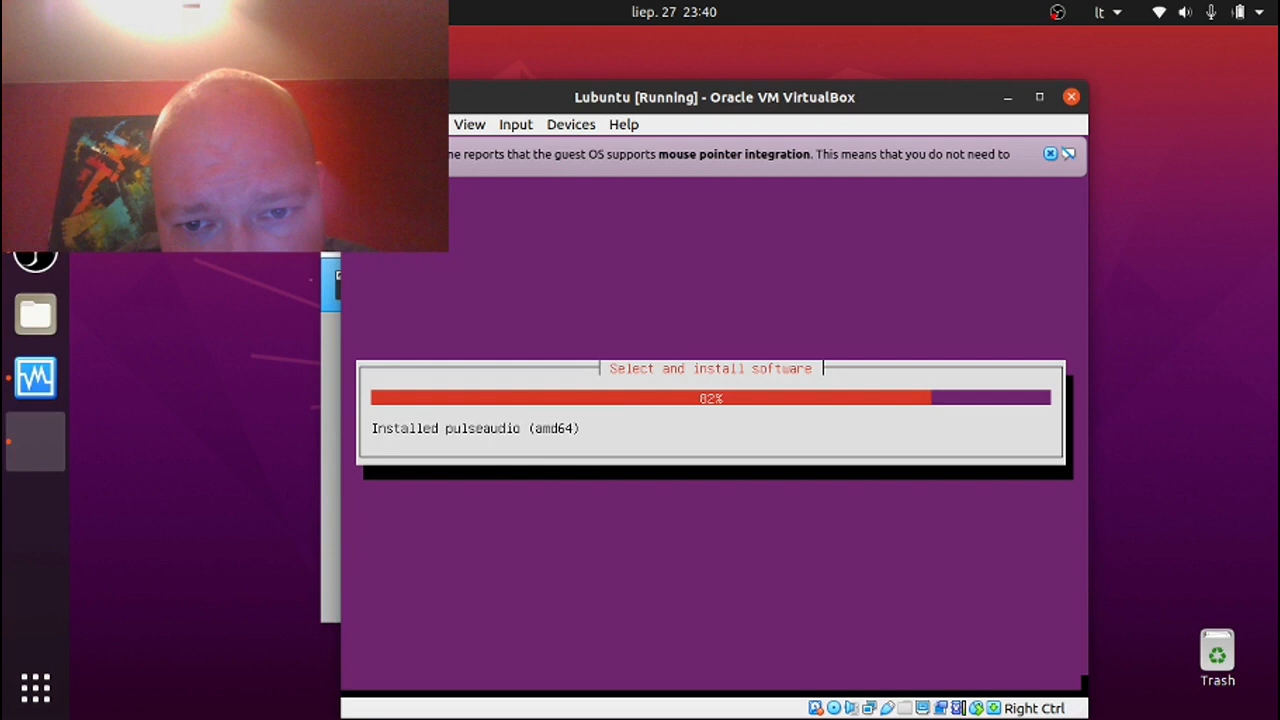 liep. 27 23:40
lt
Lubuntu [Running] - Oracle VM VirtualBox
View Input Devices Help
me reports that the guest OS supports mouse pointer integration. This means that you do not need to
Select and install software
82%
Installed pulseaudio (amd64)
Trash
Right Ctrl